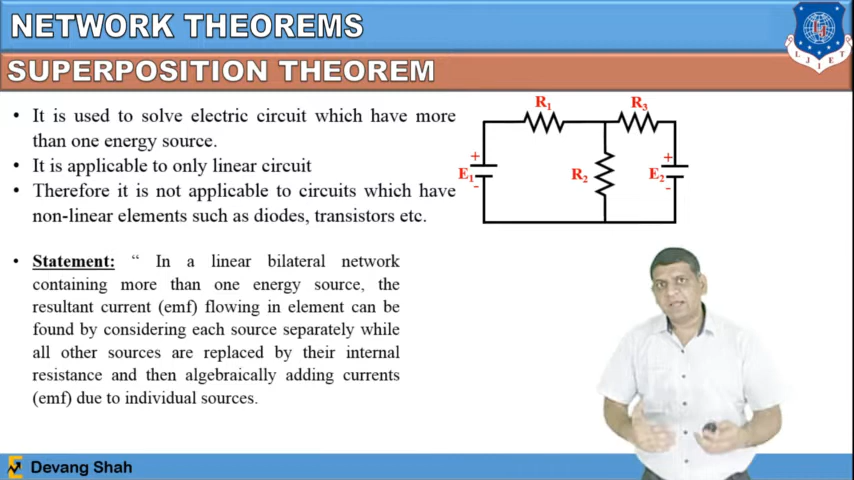 NETWORK THEOREMS
SUPERPOSITION THEOREM
LJIET
• It is used to solve electric circuit which have more
than one energy source.
• It is applicable to only linear circuit
• Therefore it is not applicable to circuits which have
non-linear elements such as diodes, transistors etc.
R1
R3
+
E1
-
R2
+
E2
-
• Statement: “ In a linear bilateral network
containing more than one energy source, the
resultant current (emf) flowing in element can be
found by considering each source separately while
all other sources are replaced by their internal
resistance and then algebraically adding currents
(emf) due to individual sources.
Devang Shah